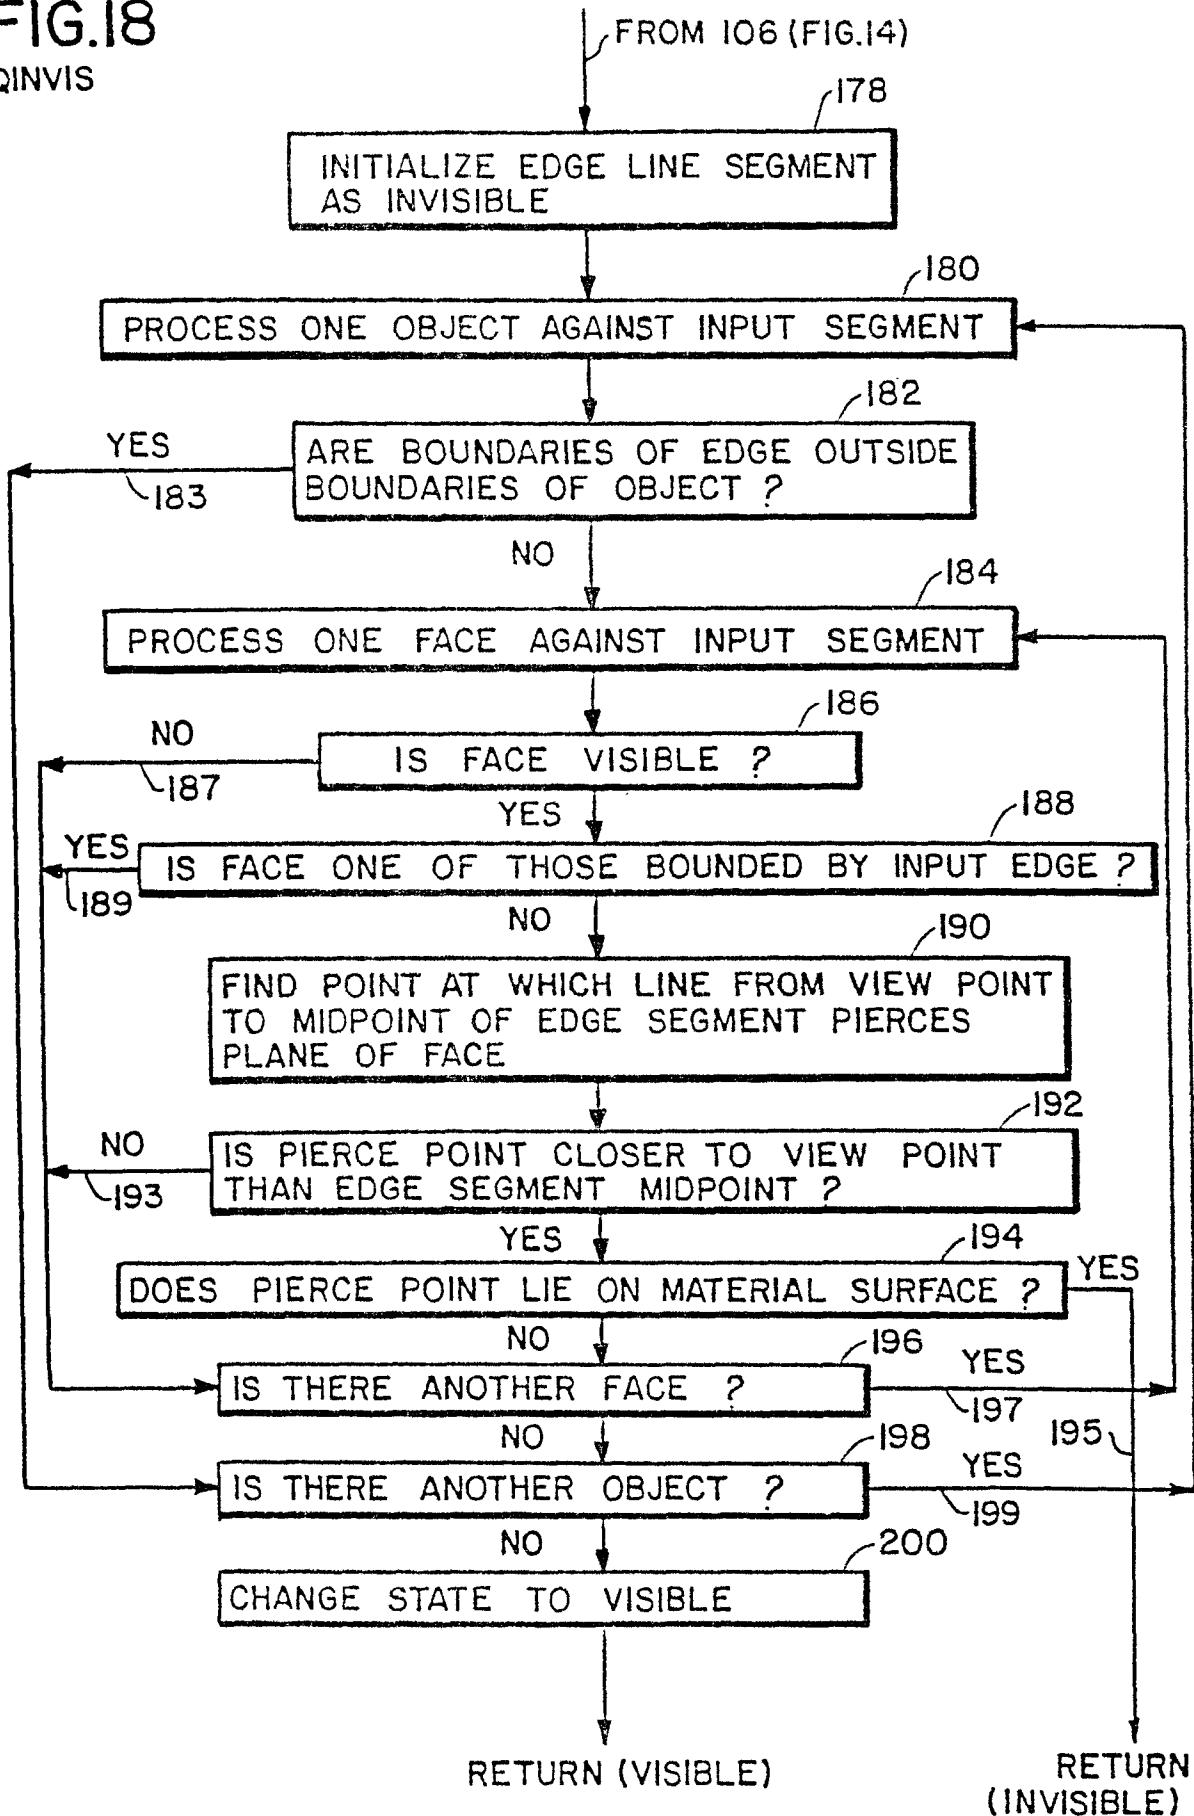 FIG.18
QINVIS
FROM 106 (FIG.14)
178
INITIALIZE EDGE LINE SEGMENT
AS INVISIBLE
180
PROCESS ONE OBJECT AGAINST INPUT SEGMENT
182
YES
183
ARE BOUNDARIES OF EDGE OUTSIDE
BOUNDARIES OF OBJECT ?
NO
184
PROCESS ONE FACE AGAINST INPUT SEGMENT
186
NO
187
IS FACE VISIBLE ?
YES
188
YES
189
IS FACE ONE OF THOSE BOUNDED BY INPUT EDGE ?
NO
190
FIND POINT AT WHICH LINE FROM VIEW POINT
TO MIDPOINT OF EDGE SEGMENT PIERCES
PLANE OF FACE
192
NO
193
IS PIERCE POINT CLOSER TO VIEW POINT
THAN EDGE SEGMENT MIDPOINT ?
YES
194
DOES PIERCE POINT LIE ON MATERIAL SURFACE ?
YES
NO
196
IS THERE ANOTHER FACE ?
YES
197
195
NO
198
IS THERE ANOTHER OBJECT ?
YES
199
NO
200
CHANGE STATE TO VISIBLE
RETURN (VISIBLE)
RETURN
(INVISIBLE)